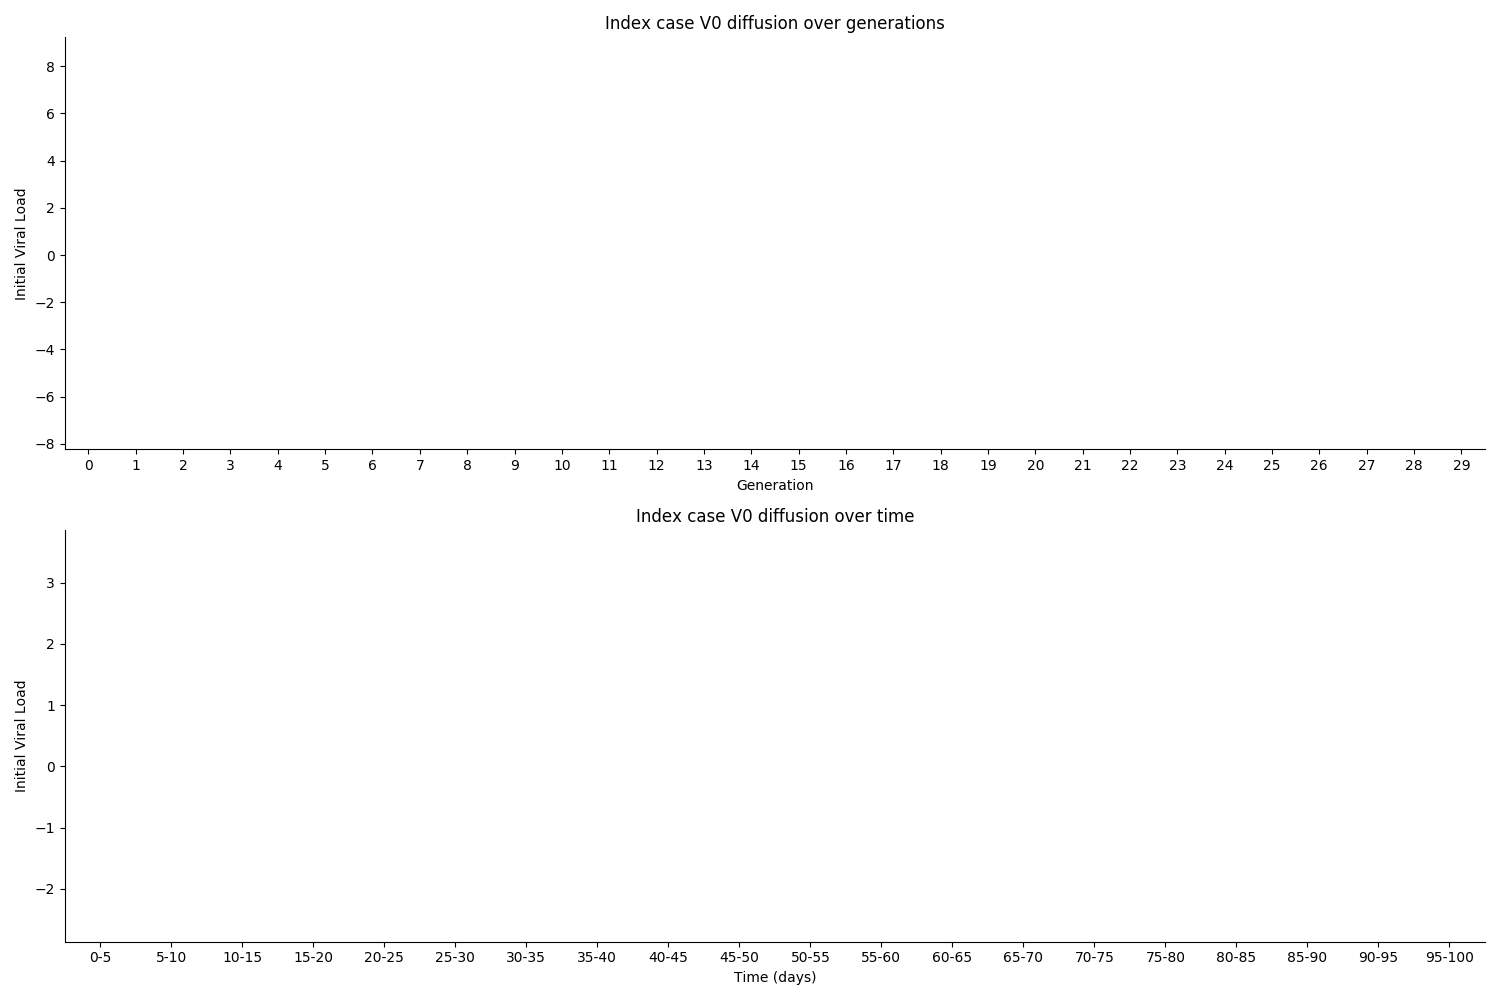 Index case V0 diffusion over generations
8
6
4
2
0
−2
−4
−6
−8
Initial Viral Load
0 1 2 3 4 5 6 7 8 9 10 11 12 13 14 15 16 17 18 19 20 21 22 23 24 25 26 27 28 29
Generation
Index case V0 diffusion over time
3
2
1
0
−1
−2
Initial Viral Load
0-5 5-10 10-15 15-20 20-25 25-30 30-35 35-40 40-45 45-50 50-55 55-60 60-65 65-70 70-75 75-80 80-85 85-90 90-95 95-100
Time (days)